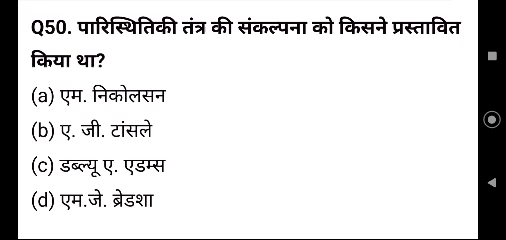 Q50. पारिस्थितिकी तंत्र की संकल्पना को किसने प्रस्तावित
किया था?
(a) एम. निकोलसन
(b) ए. जी. टांसले
(c) डब्ल्यू ए. एडम्स
(d) एम.जे. ब्रेडशा